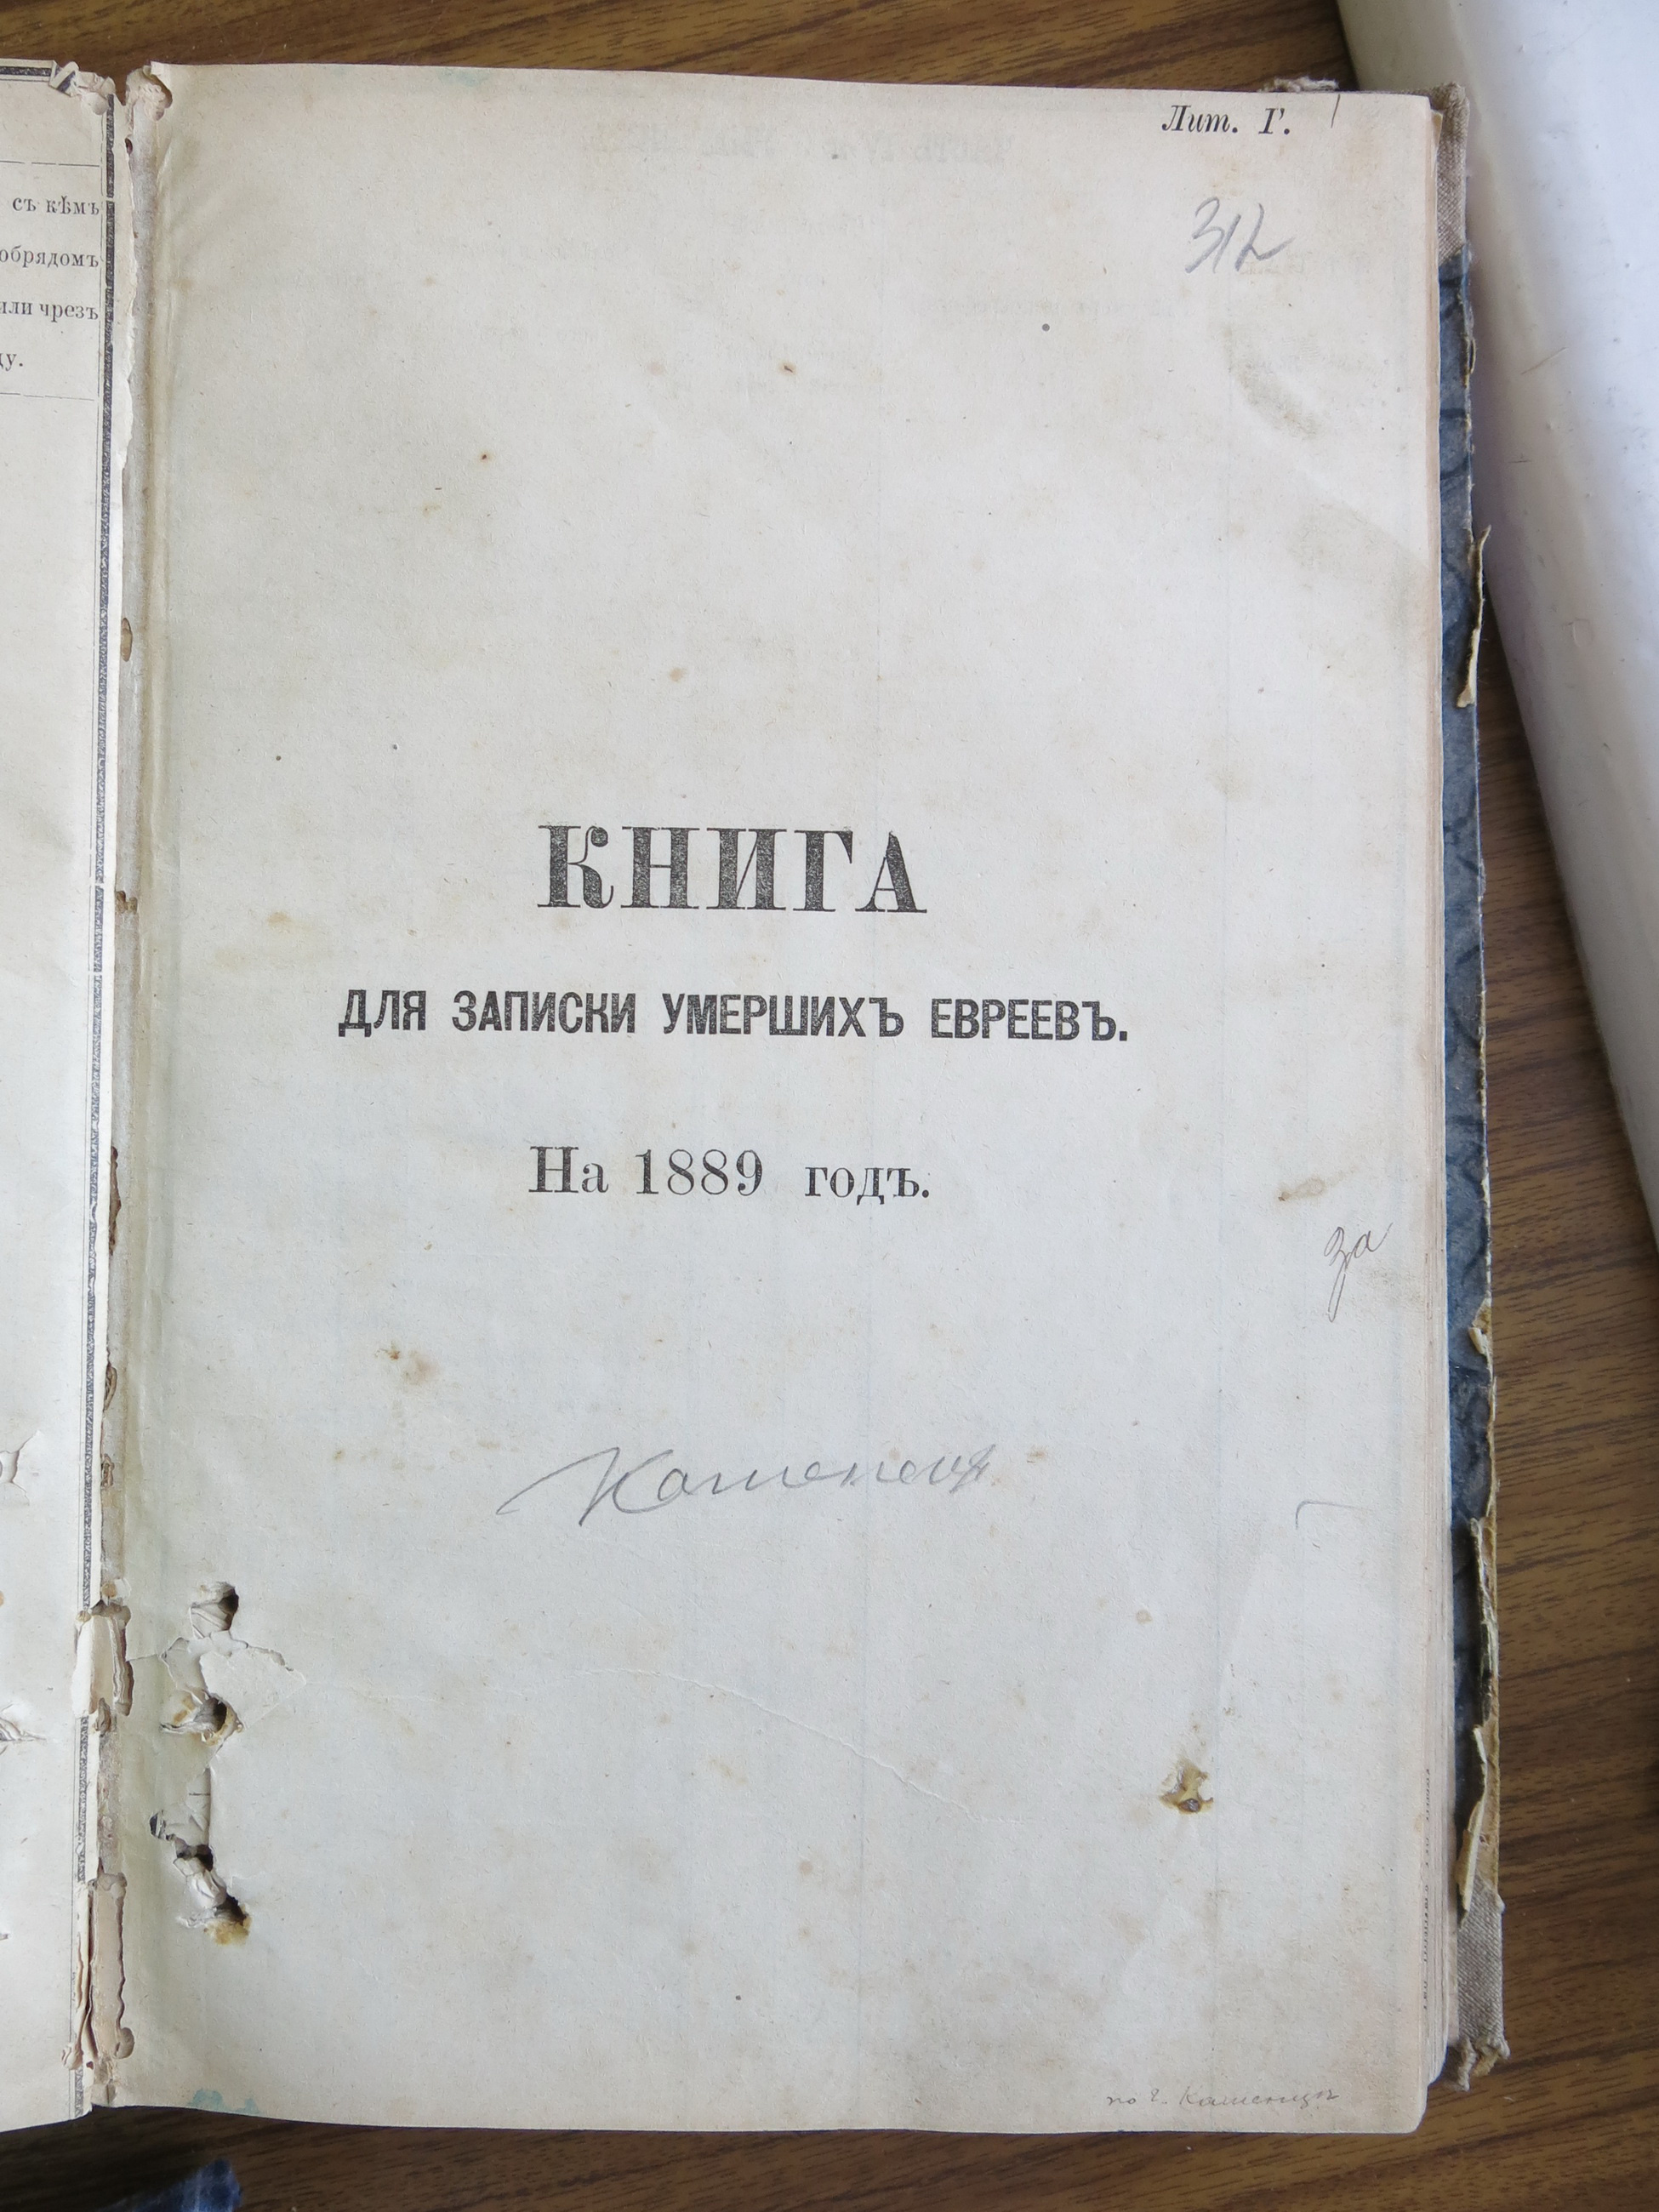 съ кѣмъ
обрядомъ
или чрезъ
ду.
Лит. Г.
312
КНИГА
ДЛЯ ЗАПИСКИ УМЕРШИХЪ ЕВРЕЕВЪ.
На 1889 годъ.
за
Каменецъ
по г. Каменцу